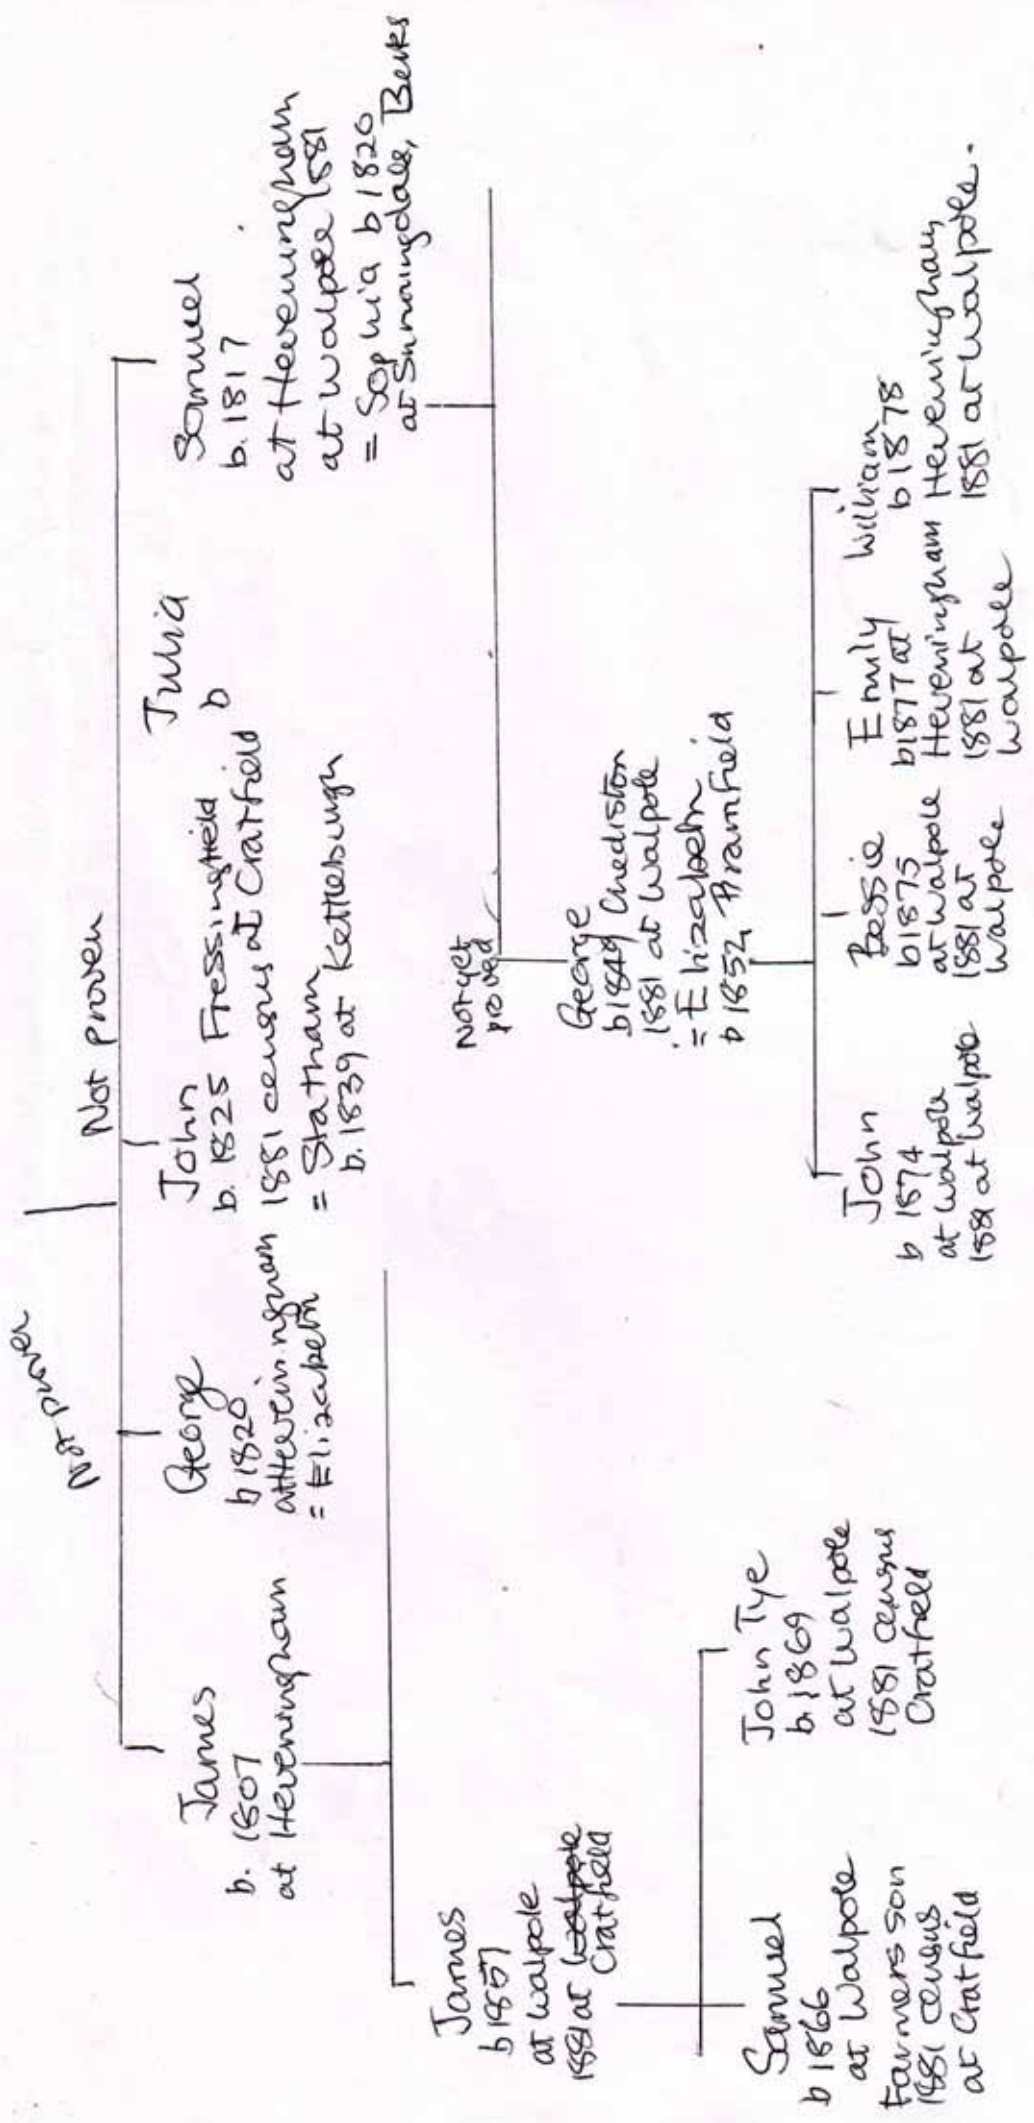 Not proven
Not proven
James
b. 1807
at Heveningham
George
b 1820
at Heveningham
= Elizabeth
John
b. 1825 Fressingfield
1881 census at Cratfield
= Statham
b. 1839 at Kettleburgh
Julia
b
Samuel
b. 1817
at Heveningham
at Walpole 1881
= Sophia b 1820
at Sunningdale, Berks
James
b 1857
at Walpole
1881 at Walpole
Cratfield
Samuel
b 1866
at Walpole
Farmers son
1881 census
at Cratfield
John Tye
b. 1869
at Walpole
1881 census
Cratfield
Not yet
proved
George
b 1849 Chediston
1881 at Walpole
= Elizabeth
b 1852 Bramfield
John
b 1874
at Walpole
1881 at Walpole
Bessie
b 1875
at Walpole
1881 at
Walpole
Emily
b 1877 at
Heveningham
1881 at
Walpole
William
b 1878
Heveningham
1881 at Walpole.